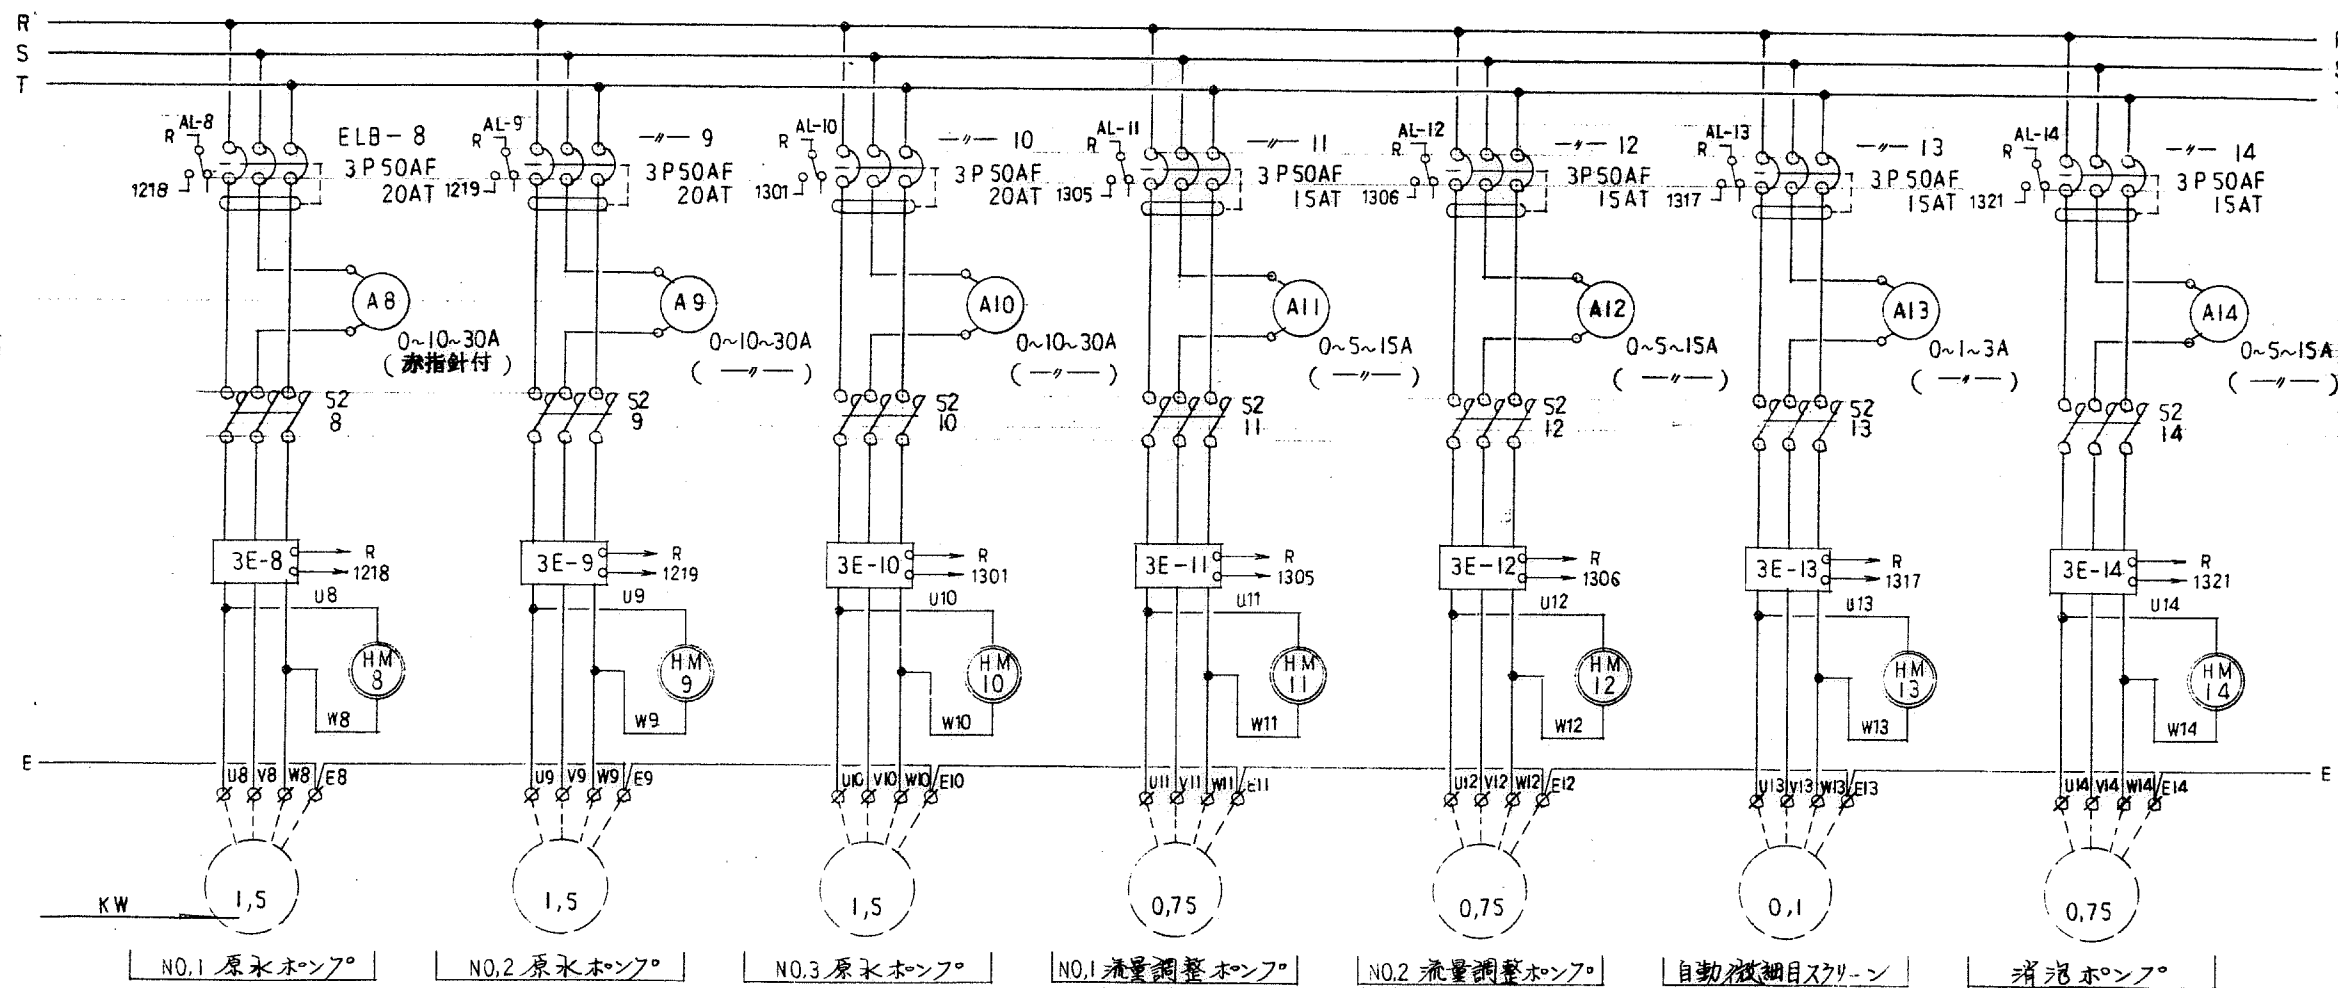 R
S
T
AL-8
R
1218
ELB-8
3P50AF
20AT
AL-9
R
1219
—〃— 9
3P50AF
20AT
AL-10
R
1301
—〃— 10
3P50AF
20AT
AL-11
R
1305
—〃— 11
3P50AF
15AT
AL-12
R
1306
—〃— 12
3P50AF
15AT
AL-13
R
1317
—〃— 13
3P50AF
15AT
AL-14
R
1321
—〃— 14
3P50AF
15AT
A8
0~10~30A
(赤指針付)
A9
0~10~30A
(—〃—)
A10
0~10~30A
(—〃—)
A11
0~5~15A
(—〃—)
A12
0~5~15A
(—〃—)
A13
0~1~3A
(—〃—)
A14
0~5~15A
(—〃—)
52
8
52
9
52
10
52
11
52
12
52
13
52
14
3E-8
R
1218
3E-9
R
1219
3E-10
R
1301
3E-11
R
1305
3E-12
R
1306
3E-13
R
1317
3E-14
R
1321
U8
HM
8
W8
U9
HM
9
W9
U10
HM
10
W10
U11
HM
11
W11
U12
HM
12
W12
U13
HM
13
W13
U14
HM
14
W14
E
U8 V8 W8 E8
U9 V9 W9 E9
U10 V10 W10 E10
U11 V11 W11 E11
U12 V12 W12 E12
U13 V13 W13 E13
U14 V14 W14 E14
E
KW
1,5
1,5
1,5
0,75
0,75
0,1
0,75
NO,1 原水ポンプ
NO,2 原水ポンプ
NO.3 原水ポンプ
NO,1 流量調整ポンプ
NO.2 流量調整ポンプ
自動微細目スクリーン
消泡ポンプ